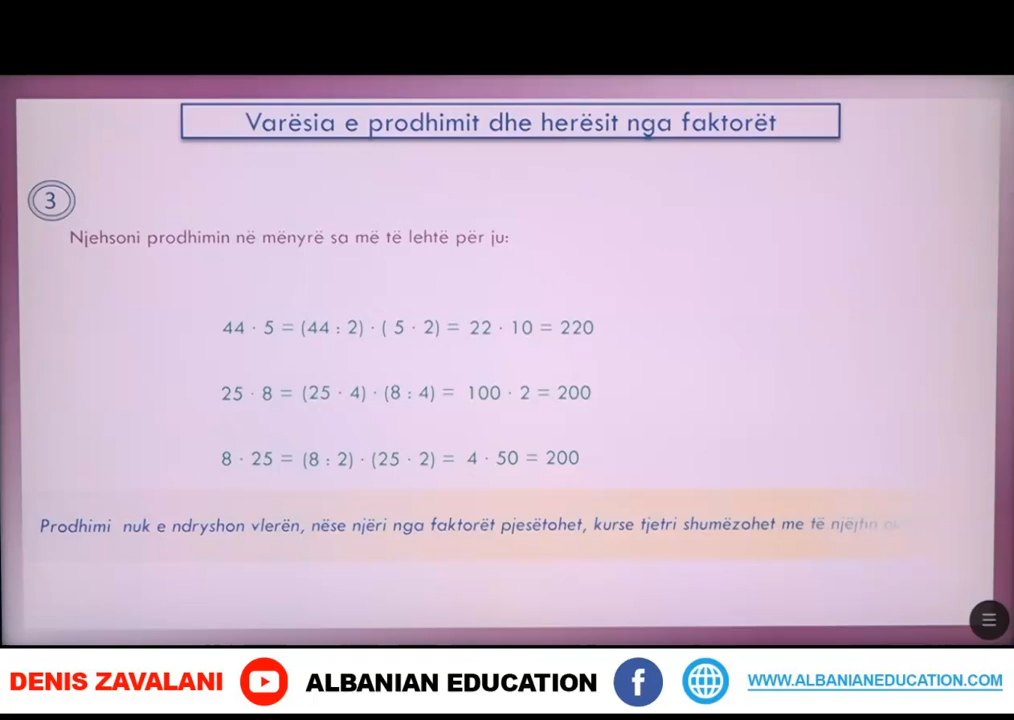 Varësia e prodhimit dhe herësit nga faktorët
3
Njehsoni prodhimin në mënyrë sa më të lehtë për ju:
44 · 5 = (44 : 2) · ( 5 · 2) = 22 · 10 = 220
25 · 8 = (25 · 4) · (8 : 4) = 100 · 2 = 200
8 · 25 = (8 : 2) · (25 · 2) = 4 · 50 = 200
Prodhimi nuk e ndryshon vlerën, nëse njëri nga faktorët pjesëtohet, kurse tjetri shumëzohet me të njëjtin
DENIS ZAVALANI ALBANIAN EDUCATION f WWW.ALBANIANEDUCATION.COM